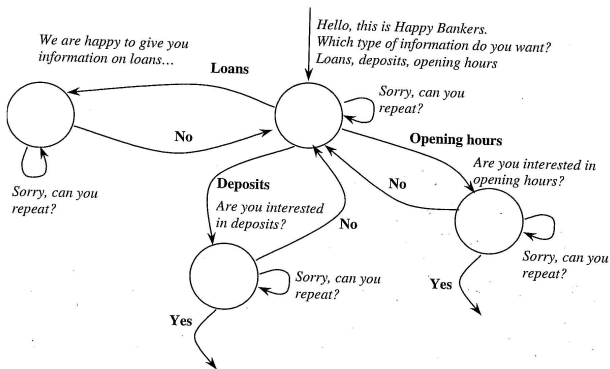 Hello, this is Happy Bankers.
Which type of information do you want?
Loans, deposits, opening hours
We are happy to give you
information on loans…
Loans
Sorry, can you
repeat?
No
Opening hours
Are you interested in
opening hours?
No
Sorry, can you
repeat?
Deposits
Are you interested
in deposits?
No
Sorry, can you
repeat?
Sorry, can you
repeat?
Yes
Yes